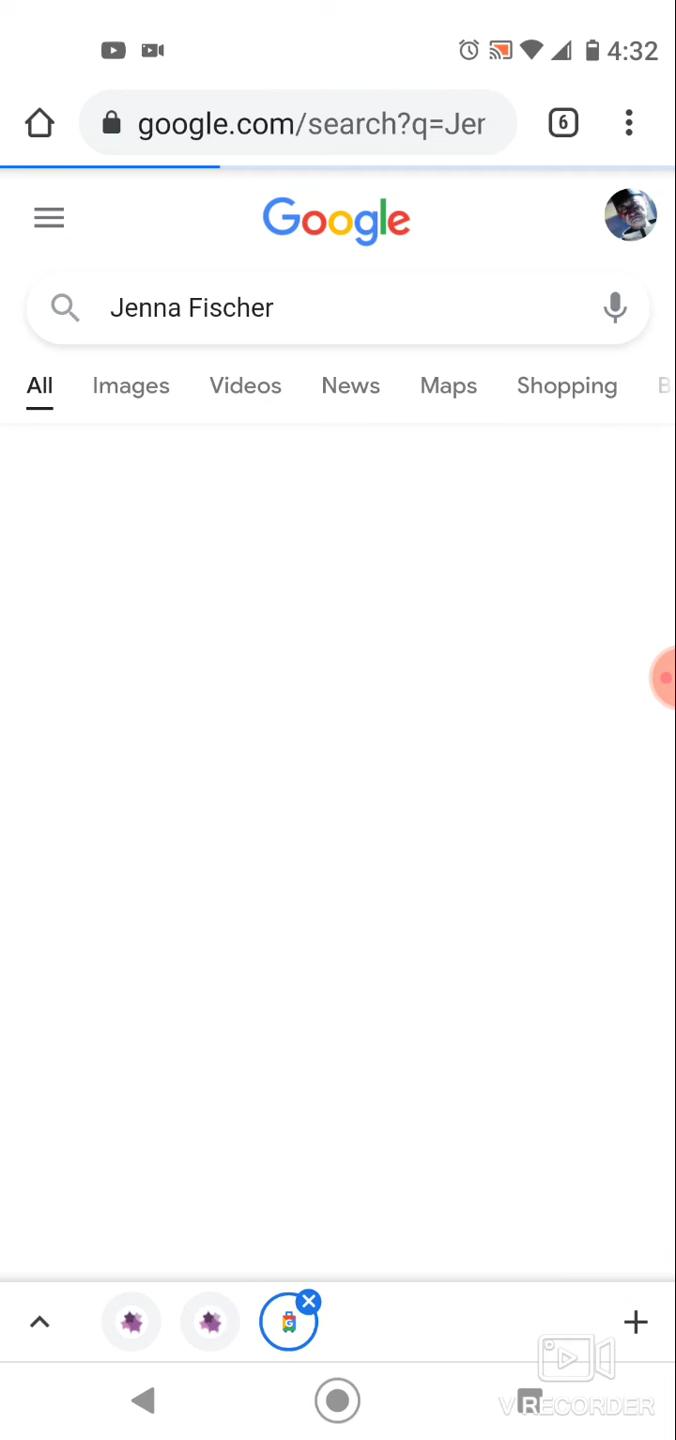 4:32
google.com/search?q=Jer
6
Google
Jenna Fischer
All Images Videos News Maps Shopping B
G
VRECORDER